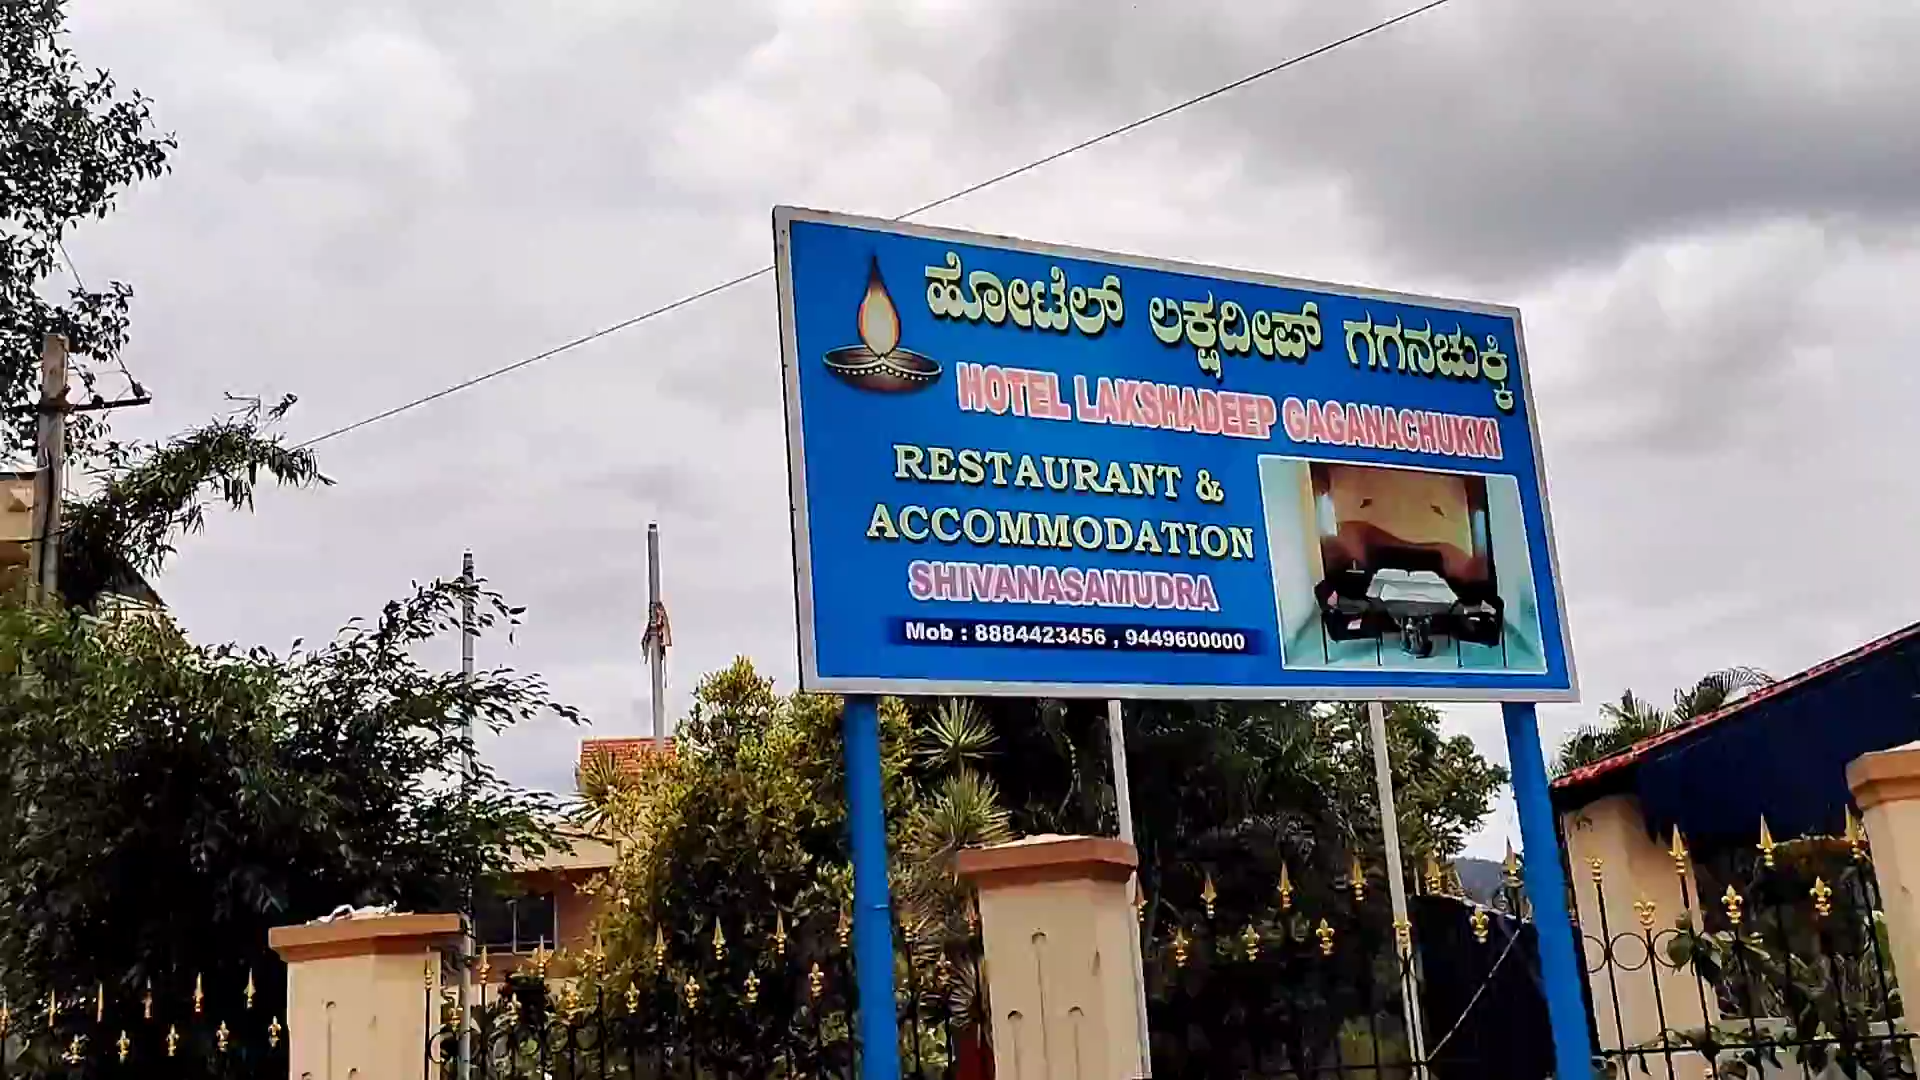 ಹೋಟೆಲ್ ಲಕ್ಷದೀಪ್ ಗಗನಚುಕ್ಕಿ
HOTEL LAKSHADEEP GAGANACHUKKI
RESTAURANT &
ACCOMMODATION
SHIVANASAMUDRA
Mob : 8884423456 , 9449600000